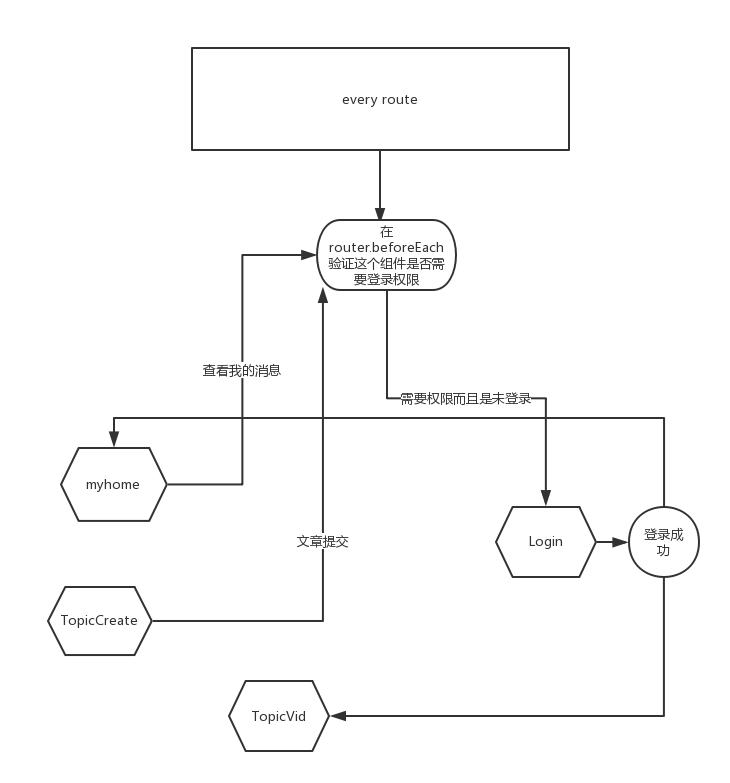 every route
在
router.beforeEach
验证这个组件是否需
要登录权限
查看我的消息
需要权限而且是未登录
myhome
Login
登录成
功
文章提交
TopicCreate
TopicVid